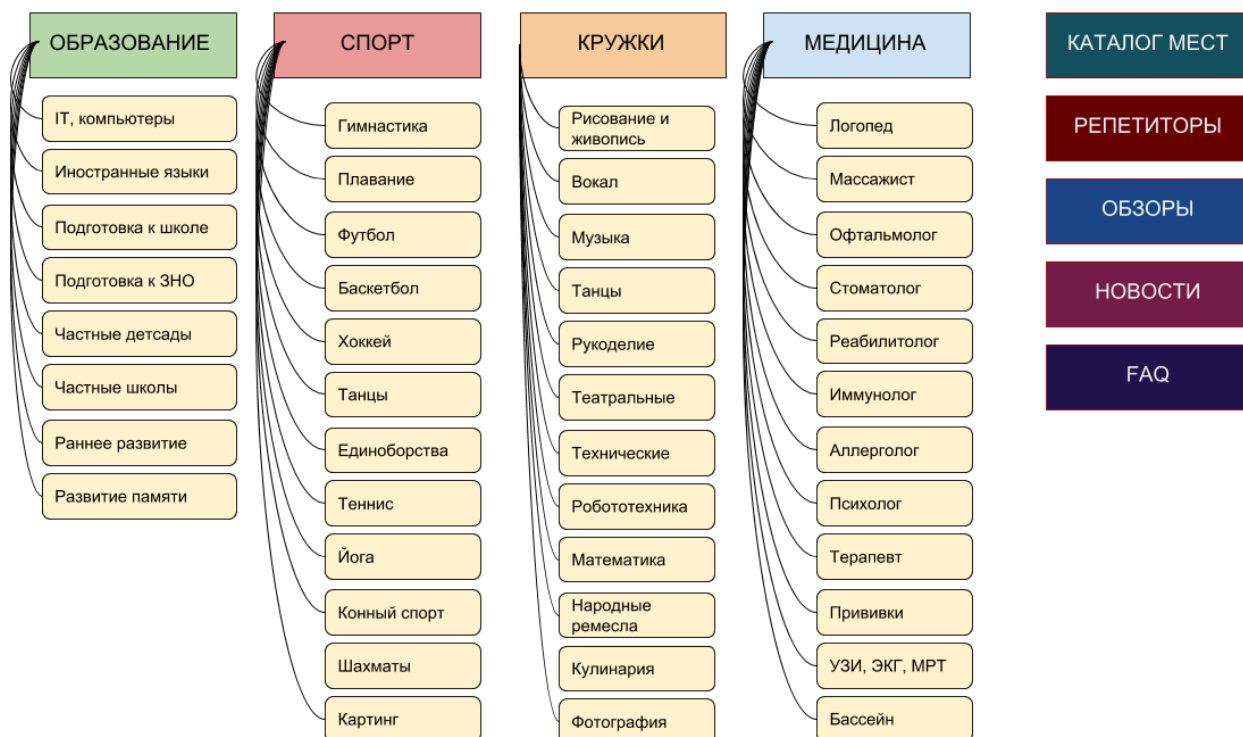 ОБРАЗОВАНИЕ
IT, компьютеры
Иностранные языки
Подготовка к школе
Подготовка к ЗНО
Частные детсады
Частные школы
Раннее развитие
Развитие памяти
СПОРТ
Гимнастика
Плавание
Футбол
Баскетбол
Хоккей
Танцы
Единоборства
Теннис
Йога
Конный спорт
Шахматы
Картинг
КРУЖКИ
Рисование и
живопись
Вокал
Музыка
Танцы
Рукоделие
Театральные
Технические
Робототехника
Математика
Народные
ремесла
Кулинария
Фотография
МЕДИЦИНА
Логопед
Массажист
Офтальмолог
Стоматолог
Реабилитолог
Иммунолог
Аллерголог
Психолог
Терапевт
Прививки
УЗИ, ЭКГ, МРТ
Бассейн
КАТАЛОГ МЕСТ
РЕПЕТИТОРЫ
ОБЗОРЫ
НОВОСТИ
FAQ